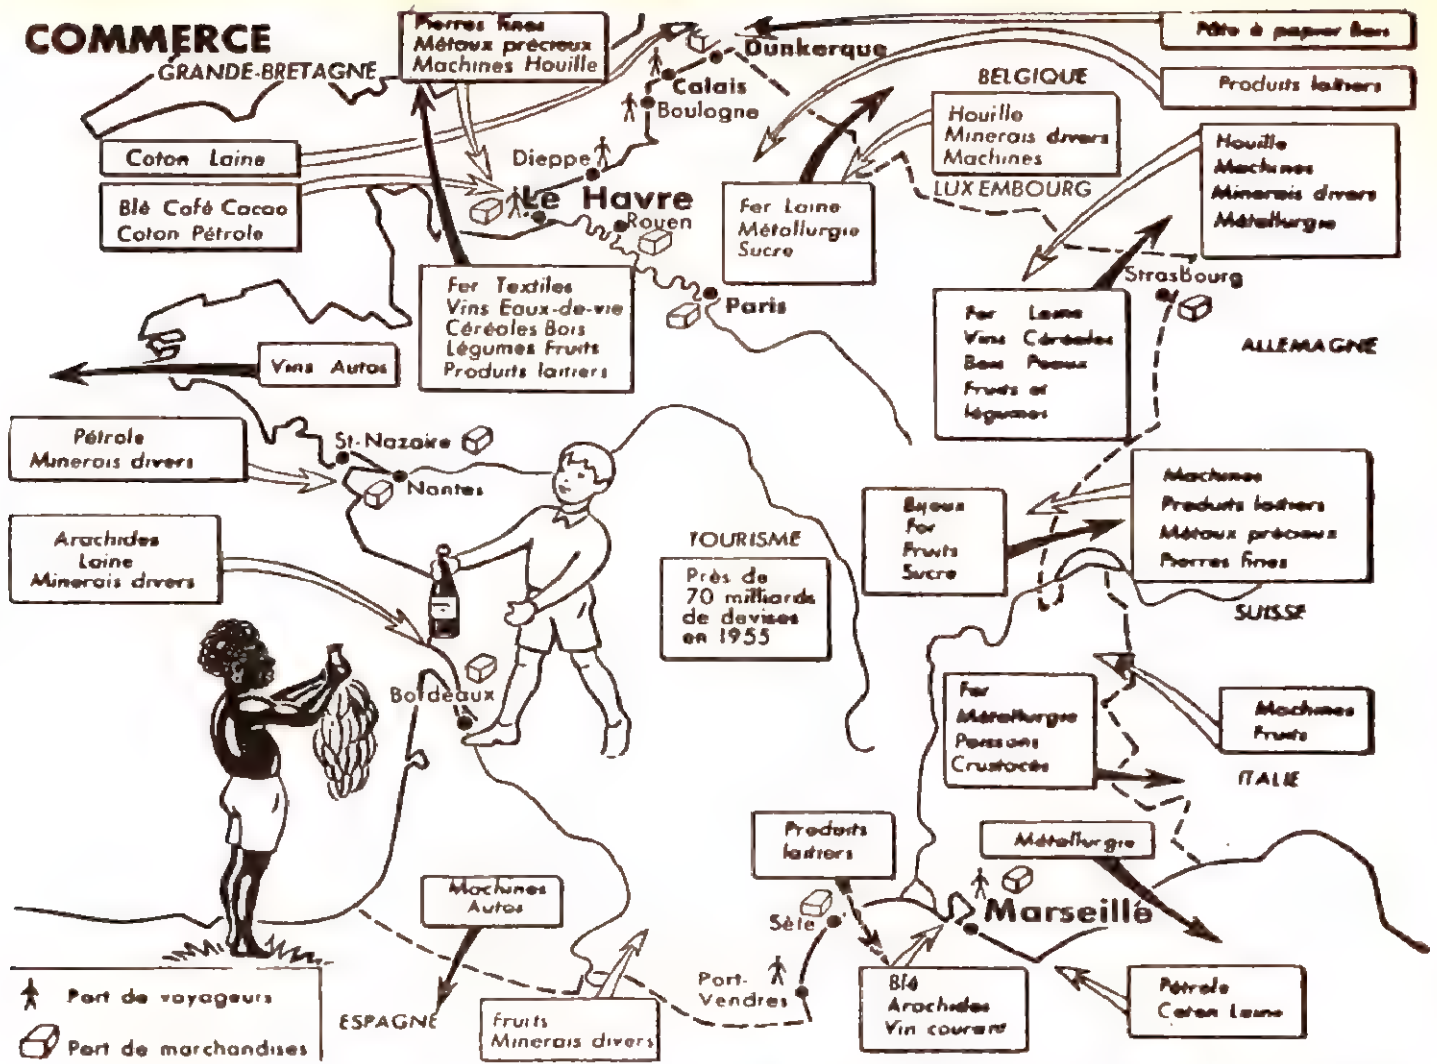 COMMERCE
GRANDE-BRETAGNE
Pierres fines
Métaux précieux
Machines Houille
Dunkerque
Calais
Boulogne
BELGIQUE
Pâte à papier Bois
Produits laitiers
Coton Laine
Blé Café Cacao
Coton Pétrole
Dieppe
Le Havre
Rouen
Houille
Minerais divers
Machines
LUXEMBOURG
Houille
Machines
Minerais divers
Métallurgie
Fer Laine
Métallurgie
Sucre
Fer Textiles
Vins Eaux-de-vie
Céréales Bois
Légumes Fruits
Produits laitiers
Paris
Strasbourg
Fer Laine
Vins Céréales
Bois Peaux
Fruits et
légumes
ALLEMAGNE
Vins Autos
Pétrole
Minerais divers
St-Nazaire
Nantes
Arachides
Laine
Minerais divers
TOURISME
Près de
70 milliards
de devises
en 1955
Bijoux
Fer
Fruits
Sucre
Machines
Produits laitiers
Métaux précieux
Pierres fines
SUISSE
Bordeaux
Fer
Métallurgie
Poissons
Crustacés
Machines
Fruits
ITALIE
Produits
laitiers
Métallurgie
Machines
Autos
Sète
Marseille
Port-
Vendres
Blé
Arachides
Vin courant
Pétrole
Coton Laine
ESPAGNE
Fruits
Minerais divers
Port de voyageurs
Port de marchandises